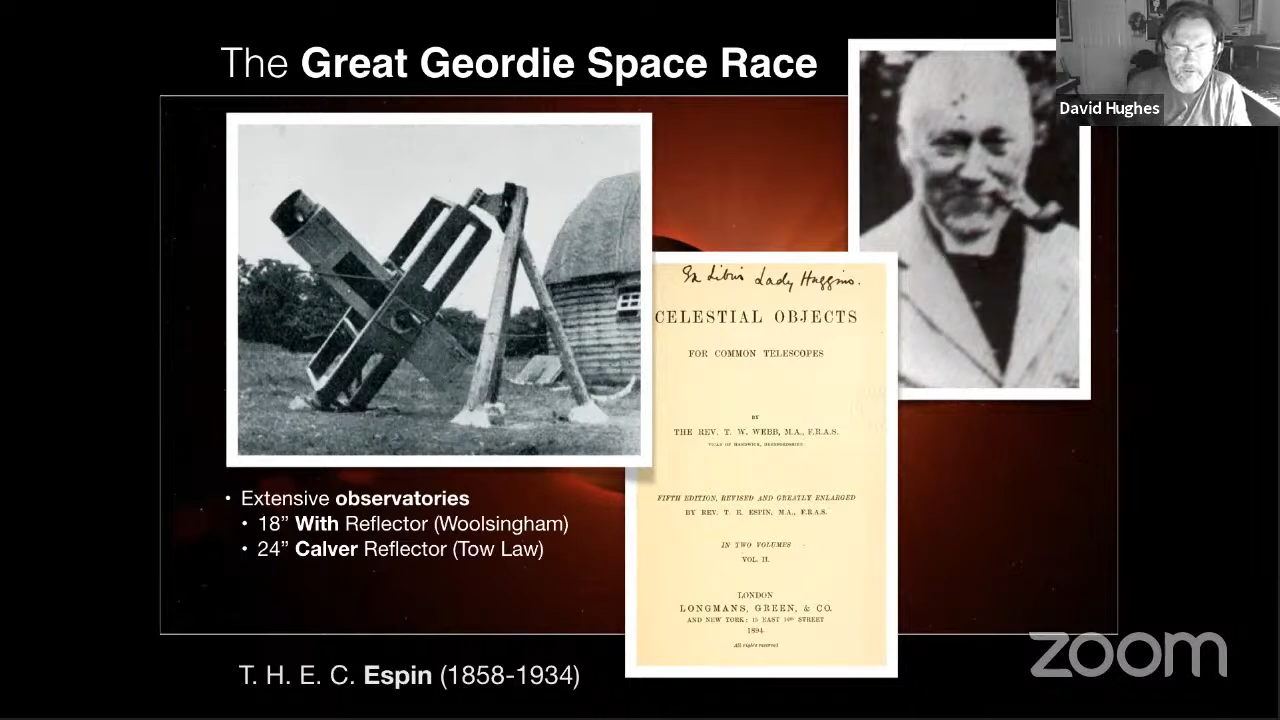 The Great Geordie Space Race
David Hughes
Ex Libris Lady Huggins.
CELESTIAL OBJECTS
FOR COMMON TELESCOPES
BY
THE REV. T. W. WEBB, M.A., F.R.A.S.
VICAR OF HARDWICK, HEREFORDSHIRE
FIFTH EDITION, REVISED AND GREATLY ENLARGED
BY REV. T. E. ESPIN, M.A., F.R.A.S.
IN TWO VOLUMES
VOL. II.
LONDON
LONGMANS, GREEN, & CO.
AND NEW YORK: 15 EAST 16th STREET
1894
All rights reserved
• Extensive observatories
• 18” With Reflector (Woolsingham)
• 24” Calver Reflector (Tow Law)
T. H. E. C. Espin (1858-1934)
zoom